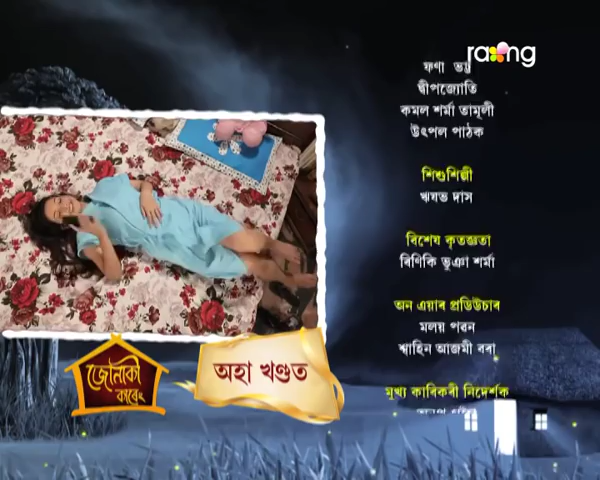 rang
ফণা ভট্ট
দ্বীপজ্যোতি
কমল শৰ্মা তামূলী
উৎপল পাঠক
শিশুশিল্পী
ঋষভ দাস
বিশেষ কৃতজ্ঞতা
ৰিণিকি ভূঞা শৰ্মা
অন এয়াৰ প্ৰডিউচাৰ
মলয় পৱন
শ্বাহিন আজমী বৰা
মুখ্য কাৰিকৰী নিদেৰ্শক
জোনাকী
কাৰেং
অহা খণ্ডত